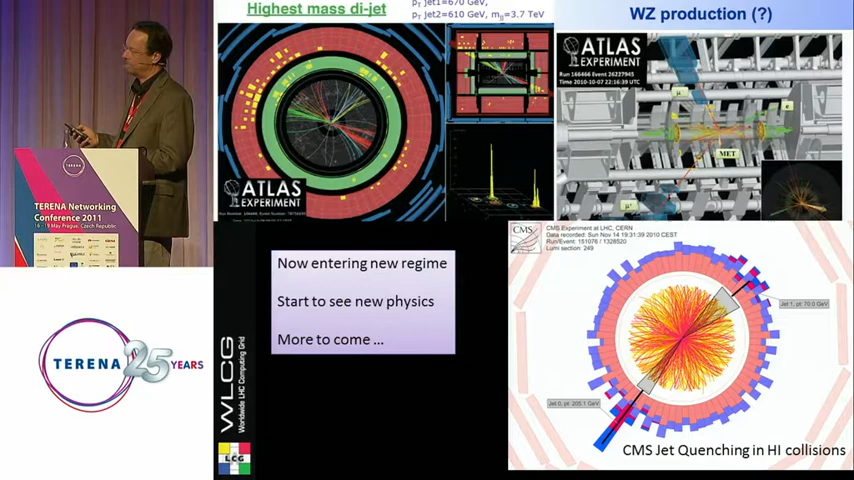 TERENA Networking
Conference 2011
16 - 19 May Prague, Czech Republic
TERENA 25 YEARS
Highest mass di-jet
pT jet1=670 GeV,
pT jet2=610 GeV, mjj=3.7 TeV
ATLAS
EXPERIMENT
WZ production (?)
ATLAS
EXPERIMENT
Run 166466 Event 26227945
Time 2010-10-07 22:16:39 UTC
μ-
e
MET
μ+
WLCG
Worldwide LHC Computing Grid
LCG
Now entering new regime
Start to see new physics
More to come ...
CMS
CMS Experiment at LHC, CERN
Data recorded: Sun Nov 14 19:31:39 2010 CEST
Run/Event: 151076 / 1328520
Lumi section: 249
Jet 1, pt: 70.0 GeV
Jet 0, pt: 205.1 GeV
CMS Jet Quenching in HI collisions